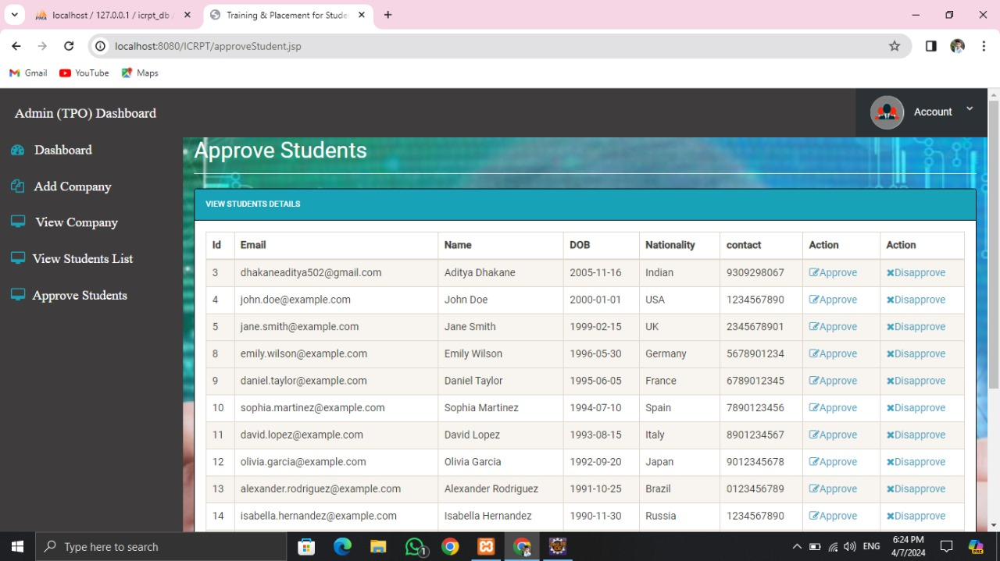 localhost / 127.0.0.1 / icrpt_db
Training & Placement for Stude
localhost:8080/ICRPT/approveStudent.jsp
Gmail YouTube Maps
Admin (TPO) Dashboard
Account
Dashboard
Add Company
View Company
View Students List
Approve Students
Approve Students
VIEW STUDENTS DETAILS
Id Email Name DOB Nationality contact Action Action
3 dhakaneaditya502@gmail.com Aditya Dhakane 2005-11-16 Indian 9309298067 Approve Disapprove
4 john.doe@example.com John Doe 2000-01-01 USA 1234567890 Approve Disapprove
5 jane.smith@example.com Jane Smith 1999-02-15 UK 2345678901 Approve Disapprove
8 emily.wilson@example.com Emily Wilson 1996-05-30 Germany 5678901234 Approve Disapprove
9 daniel.taylor@example.com Daniel Taylor 1995-06-05 France 6789012345 Approve Disapprove
10 sophia.martinez@example.com Sophia Martinez 1994-07-10 Spain 7890123456 Approve Disapprove
11 david.lopez@example.com David Lopez 1993-08-15 Italy 8901234567 Approve Disapprove
12 olivia.garcia@example.com Olivia Garcia 1992-09-20 Japan 9012345678 Approve Disapprove
13 alexander.rodriguez@example.com Alexander Rodriguez 1991-10-25 Brazil 0123456789 Approve Disapprove
14 isabella.hernandez@example.com Isabella Hernandez 1990-11-30 Russia 1234567890 Approve Disapprove
Type here to search
1
ENG
6:24 PM
4/7/2024
PRE